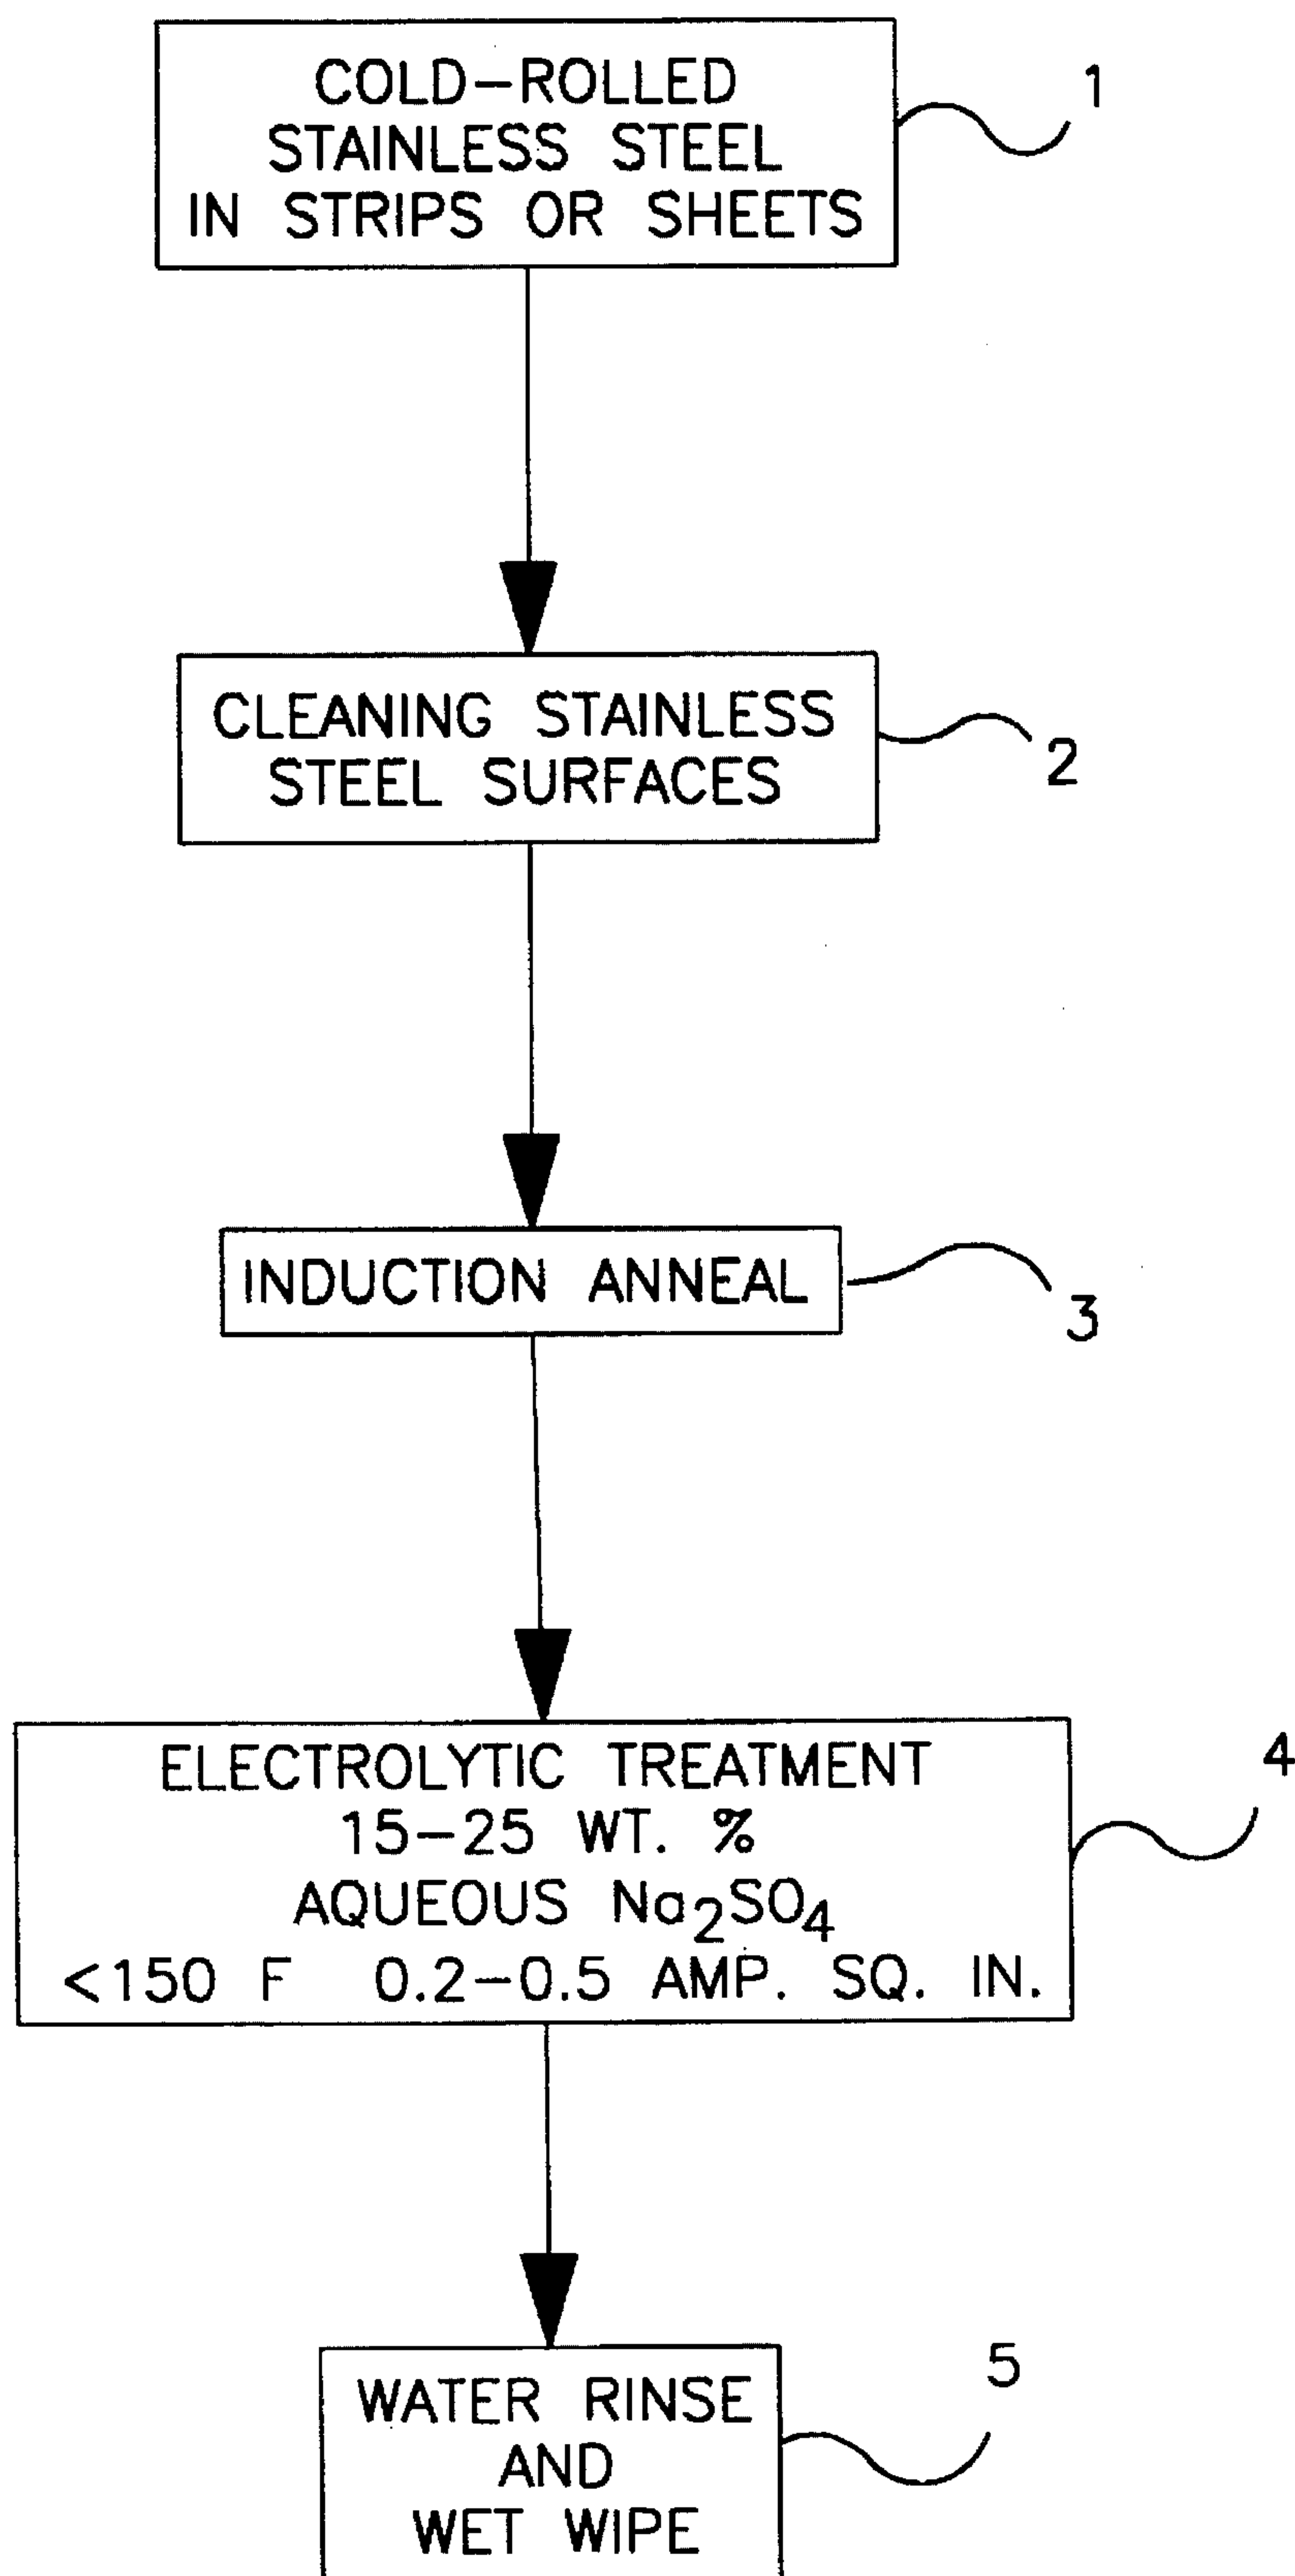 COLD-ROLLED
STAINLESS STEEL
IN STRIPS OR SHEETS
1
CLEANING STAINLESS
STEEL SURFACES
2
INDUCTION ANNEAL
3
ELECTROLYTIC TREATMENT
15-25 WT. %
AQUEOUS Na₂SO₄
<150 F 0.2-0.5 AMP. SQ. IN.
4
WATER RINSE
AND
WET WIPE
5